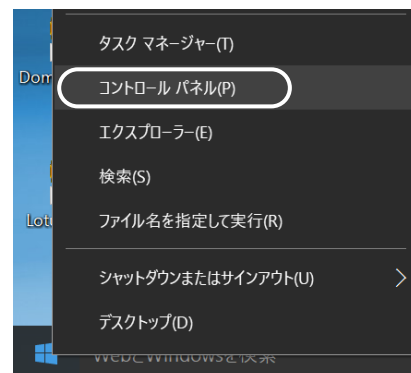 タスク マネージャー(T)
Dom
コントロール パネル(P)
エクスプローラー(E)
検索(S)
Lot
ファイル名を指定して実行(R)
シャットダウンまたはサインアウト(U)
デスクトップ(D)
WebとWindowsを検索